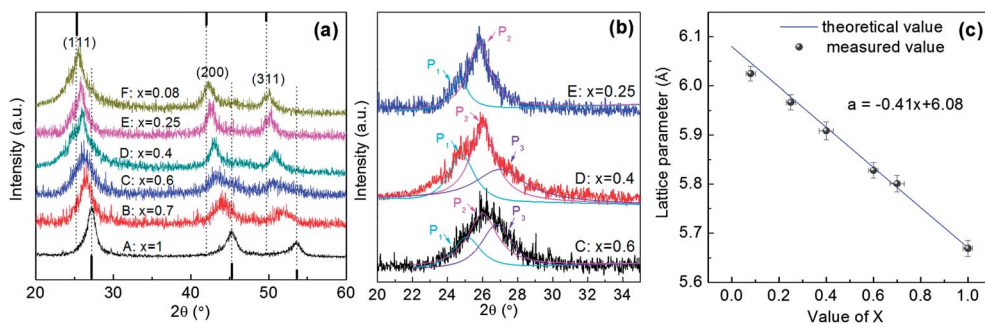 (a)
(111)
(200)
(311)
F: x=0.08
E: x=0.25
D: x=0.4
C: x=0.6
B: x=0.7
A: x=1
Intensity (a.u.)
20 30 40 50 60
2θ (°)
(b)
P2
P1
E: x=0.25
P1
P3
D: x=0.4
P2
P1
P3
C: x=0.6
Intensity (a.u.)
20 22 24 26 28 30 32 34
2θ (°)
(c)
theoretical value
measured value
a = -0.41x+6.08
Lattice parameter (Å)
6.1
6.0
5.9
5.8
5.7
5.6
0.0 0.2 0.4 0.6 0.8 1.0
Value of X